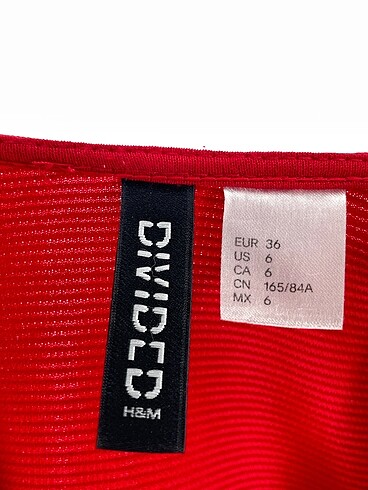 DIVIDED
H&M
EUR 36
US 6
CA 6
CN 165/84A
MX 6